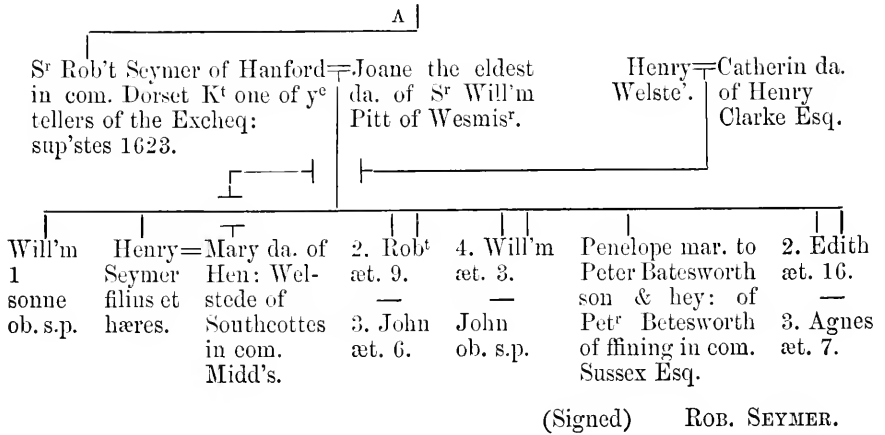 A
Sʳ Rob't Seymer of Hanford
in com. Dorset Kᵗ one of yᵉ
tellers of the Excheq:
sup'stes 1623.
Joane the eldest
da. of Sʳ Will'm
Pitt of Wesmisʳ.
Henry
Welste'.
Catherin da.
of Henry
Clarke Esq.
Will'm
1
sonne
ob. s.p.
Henry
Seymer
filius et
hæres.
Mary da. of
Hen: Wel-
stede of
Southcottes
in com.
Midd's.
2. Robᵗ
æt. 9.
—
3. John
æt. 6.
4. Will'm
æt. 3.
—
John
ob. s.p.
Penelope mar. to
Peter Batesworth
son & hey: of
Petʳ Betesworth
of ffining in com.
Sussex Esq.
2. Edith
æt. 16.
—
3. Agnes
æt. 7.
(Signed) ROB. SEYMER.